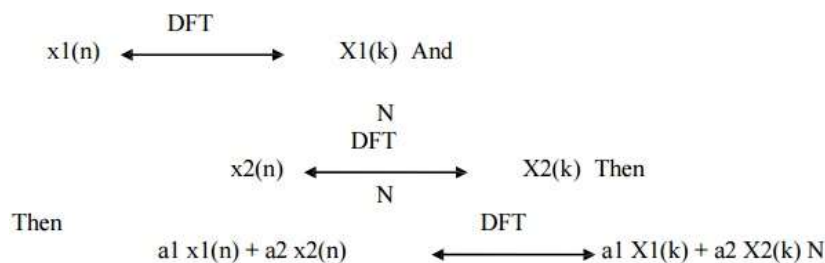 DFT
x1(n) X1(k) And
N
DFT
x2(n) X2(k) Then
N
Then DFT
a1 x1(n) + a2 x2(n) a1 X1(k) + a2 X2(k) N